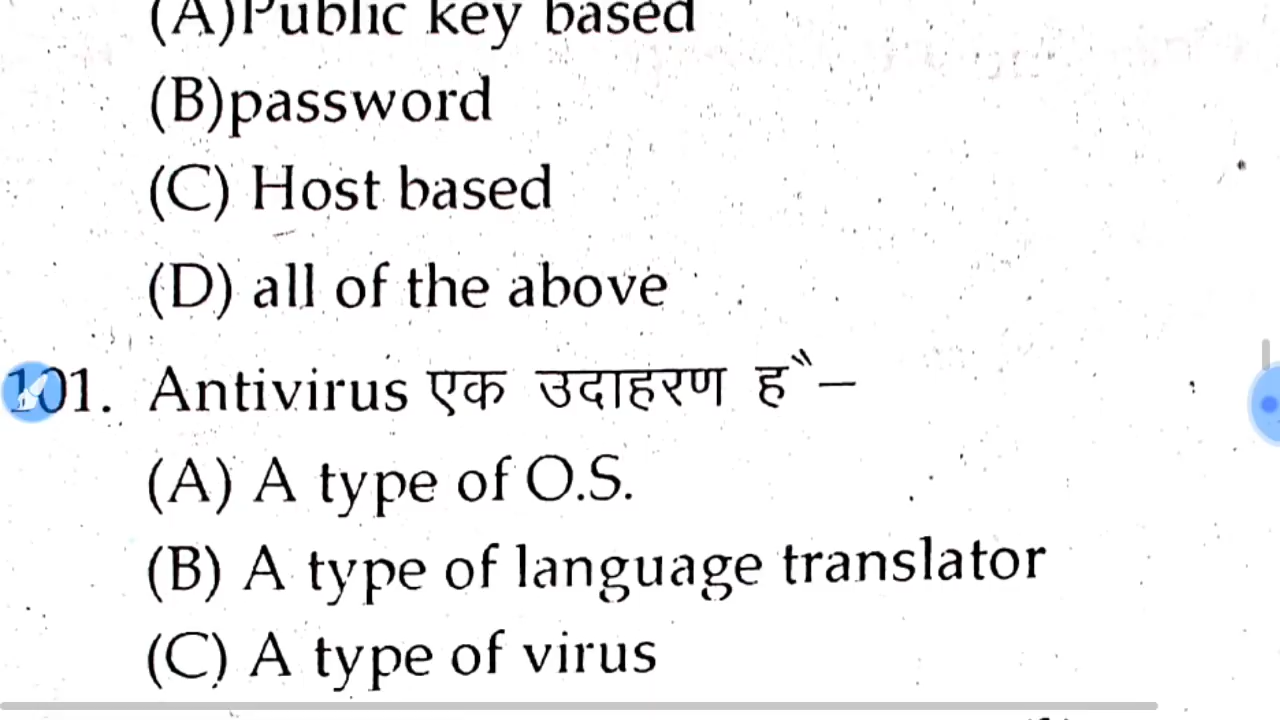 (A)Public key based
(B)password
(C) Host based
(D) all of the above
101. Antivirus एक उदाहरण है –
(A) A type of O.S.
(B) A type of language translator
(C) A type of virus